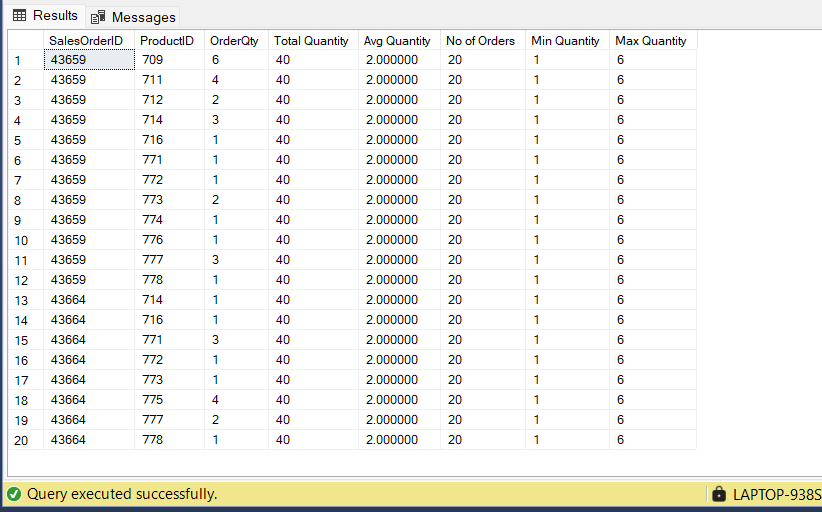 Results Messages
SalesOrderID ProductID OrderQty Total Quantity Avg Quantity No of Orders Min Quantity Max Quantity
1 43659 709 6 40 2.000000 20 1 6
2 43659 711 4 40 2.000000 20 1 6
3 43659 712 2 40 2.000000 20 1 6
4 43659 714 3 40 2.000000 20 1 6
5 43659 716 1 40 2.000000 20 1 6
6 43659 771 1 40 2.000000 20 1 6
7 43659 772 1 40 2.000000 20 1 6
8 43659 773 2 40 2.000000 20 1 6
9 43659 774 1 40 2.000000 20 1 6
10 43659 776 1 40 2.000000 20 1 6
11 43659 777 3 40 2.000000 20 1 6
12 43659 778 1 40 2.000000 20 1 6
13 43664 714 1 40 2.000000 20 1 6
14 43664 716 1 40 2.000000 20 1 6
15 43664 771 3 40 2.000000 20 1 6
16 43664 772 1 40 2.000000 20 1 6
17 43664 773 1 40 2.000000 20 1 6
18 43664 775 4 40 2.000000 20 1 6
19 43664 777 2 40 2.000000 20 1 6
20 43664 778 1 40 2.000000 20 1 6
Query executed successfully. LAPTOP-938S